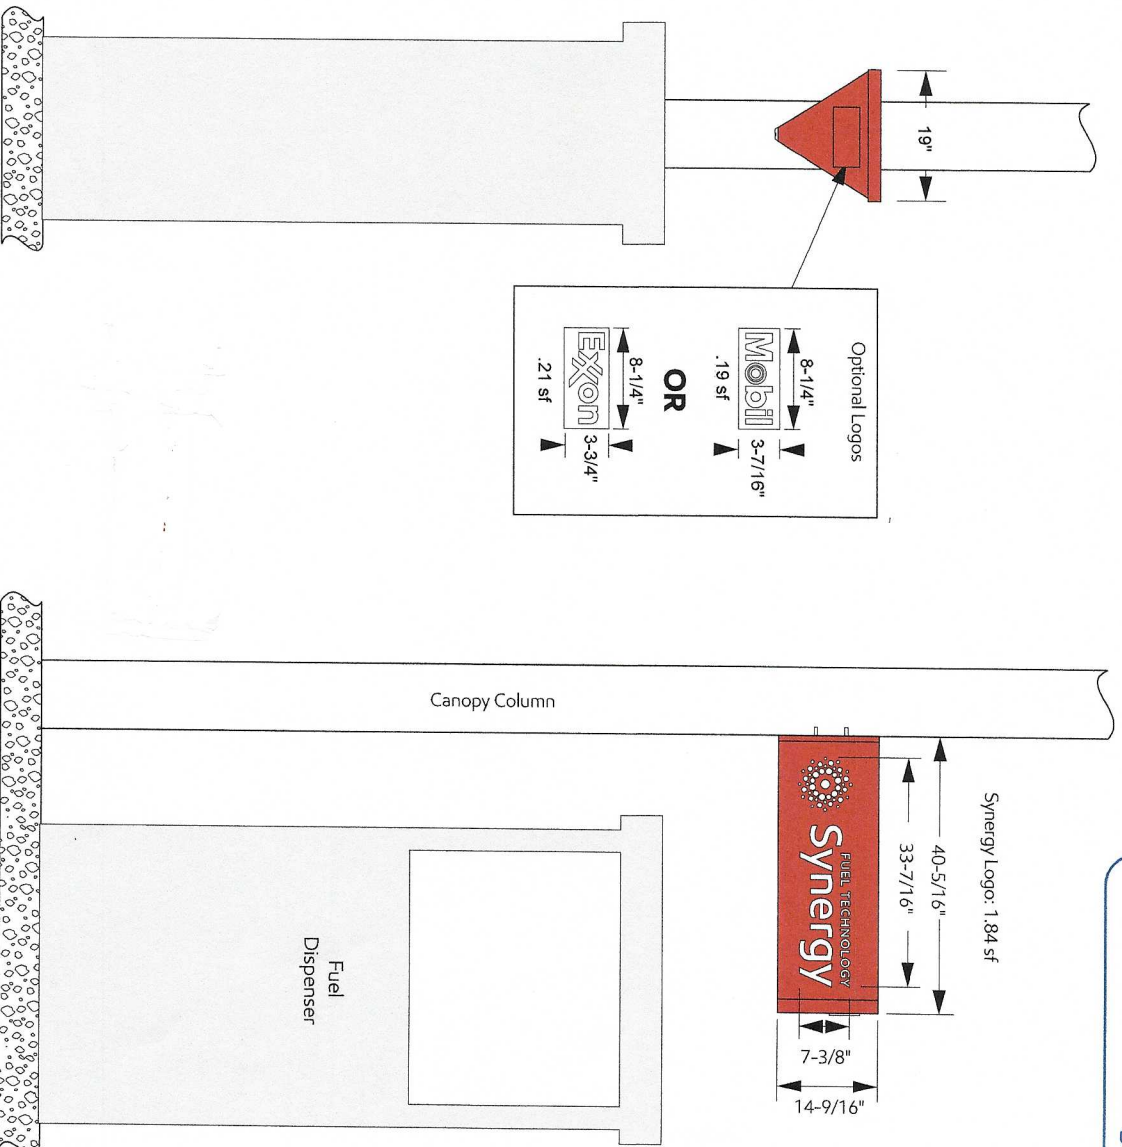 19"
Optional Logos
8-1/4"
Mobil
3-7/16"
.19 sf
OR
8-1/4"
Exxon
3-3/4"
.21 sf
Synergy Logo: 1.84 sf
40-5/16"
33-7/16"
FUEL TECHNOLOGY
Synergy
7-3/8"
14-9/16"
Canopy Column
Fuel
Dispenser